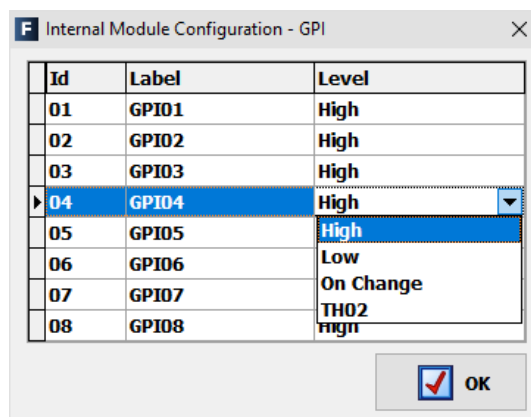 F Internal Module Configuration - GPI
Id Label Level
01 GPI01 High
02 GPI02 High
03 GPI03 High
04 GPI04 High
05 GPI05 High
06 GPI06 Low
07 GPI07 On Change
TH02
08 GPI08 High
OK